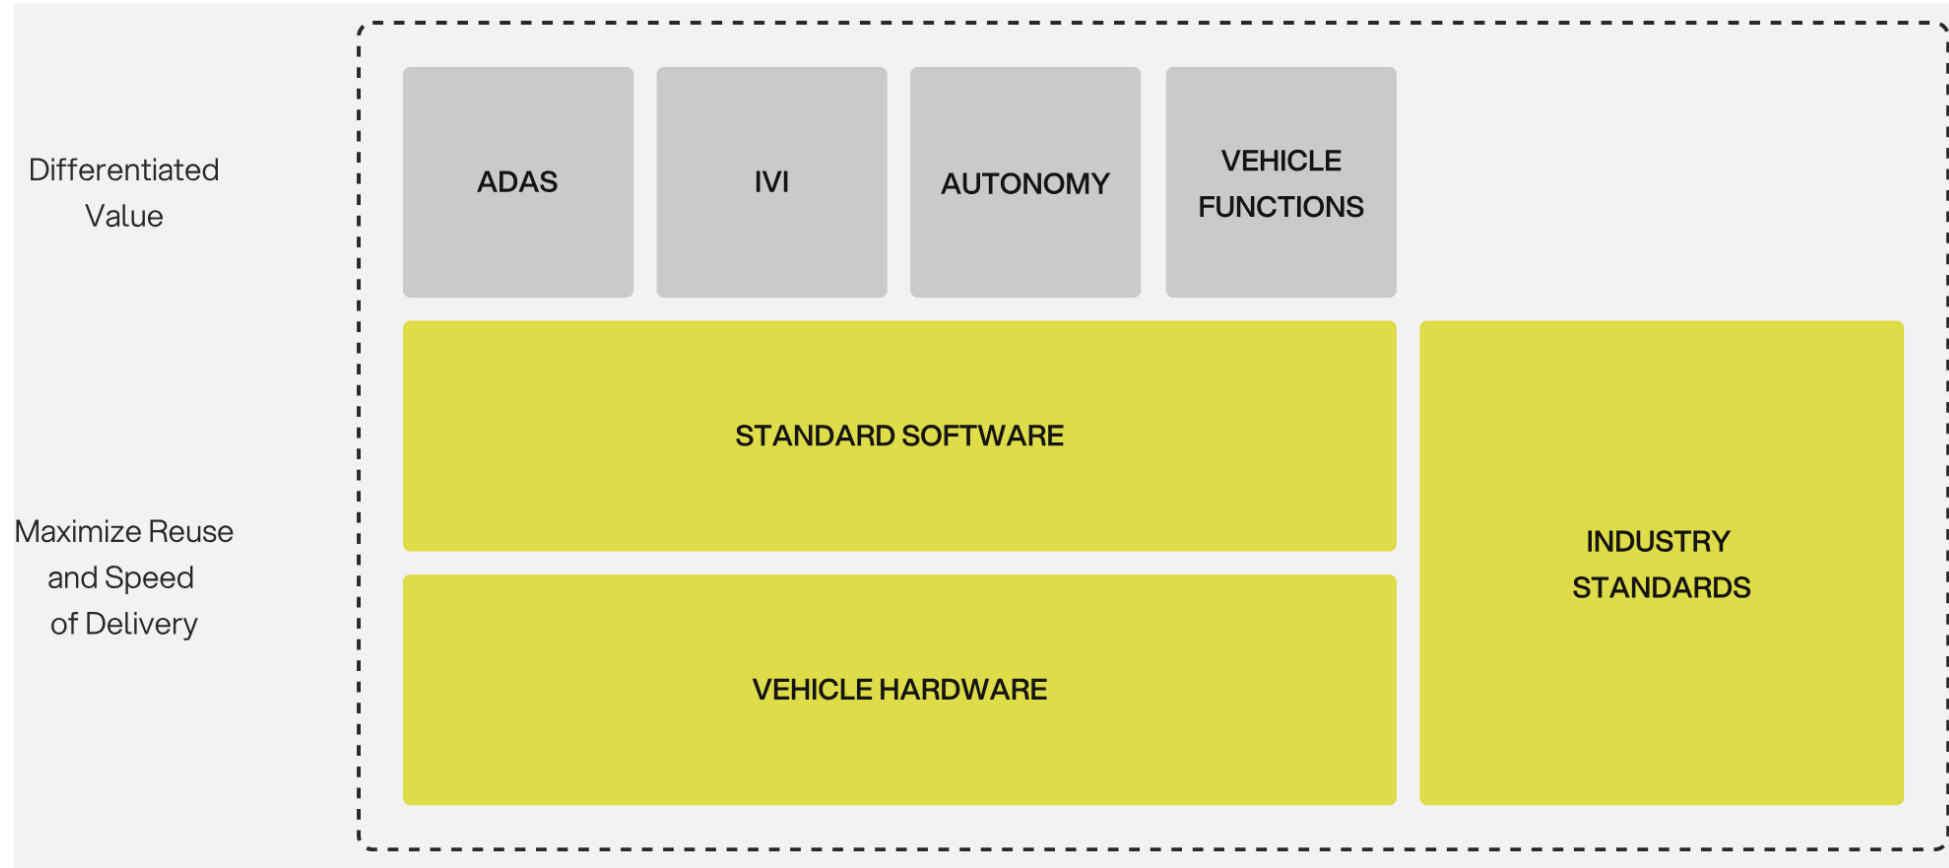 Differentiated
Value
ADAS
IVI
AUTONOMY
VEHICLE
FUNCTIONS
Maximize Reuse
and Speed
of Delivery
STANDARD SOFTWARE
VEHICLE HARDWARE
INDUSTRY
STANDARDS